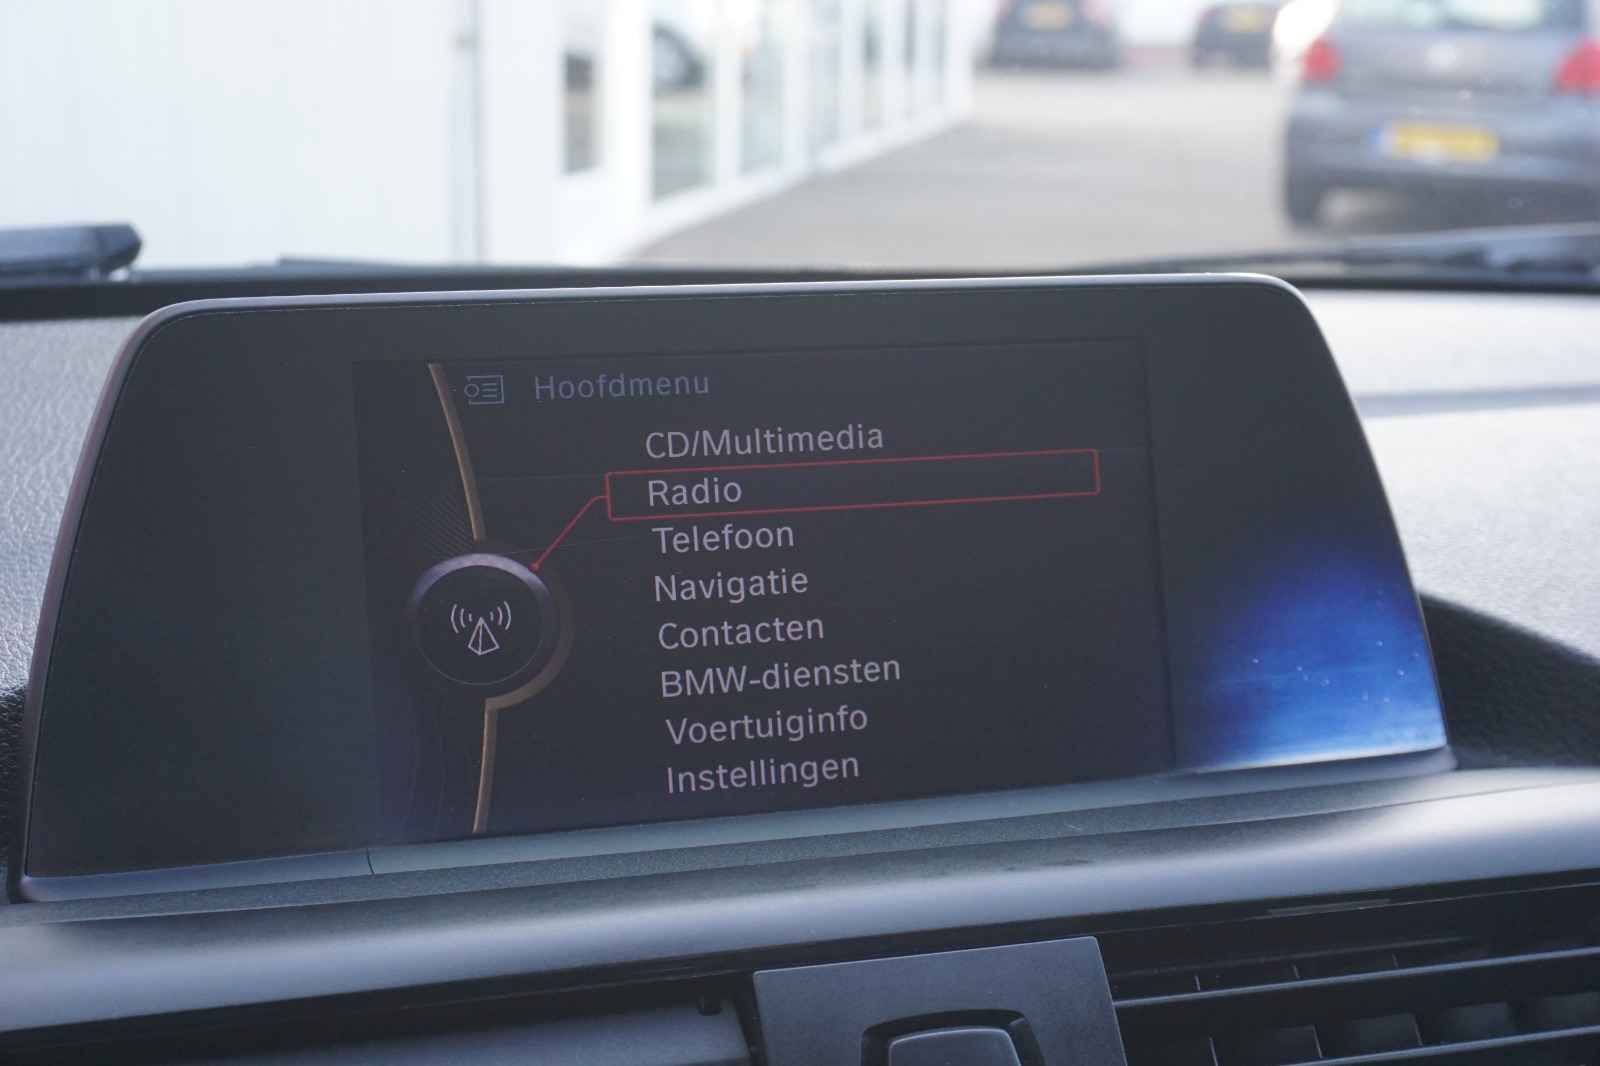 Hoofdmenu
CD/Multimedia
Radio
Telefoon
Navigatie
Contacten
BMW-diensten
Voertuiginfo
Instellingen